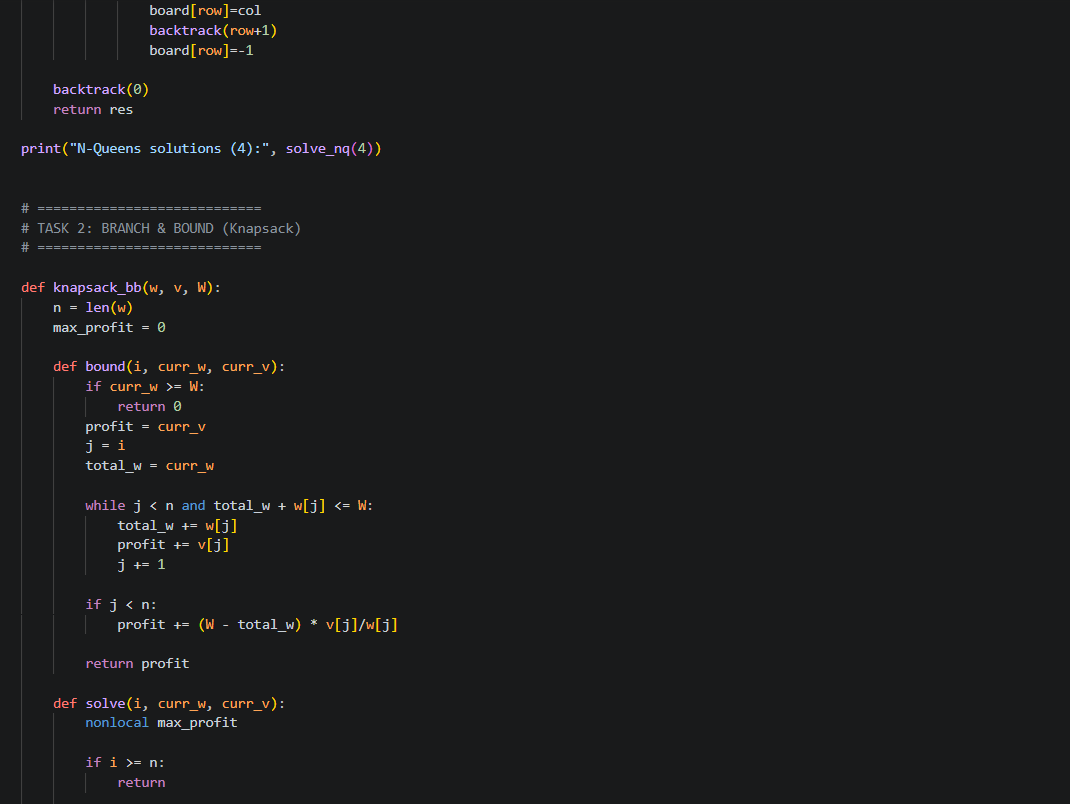 board[row]=col
            backtrack(row+1)
            board[row]=-1
    backtrack(0)
    return res
print("N-Queens solutions (4):", solve_nq(4))
# ============================
# TASK 2: BRANCH & BOUND (Knapsack)
# ============================
def knapsack_bb(w, v, W):
    n = len(w)
    max_profit = 0
    def bound(i, curr_w, curr_v):
        if curr_w >= W:
            return 0
        profit = curr_v
        j = i
        total_w = curr_w
        while j < n and total_w + w[j] <= W:
            total_w += w[j]
            profit += v[j]
            j += 1
        if j < n:
            profit += (W - total_w) * v[j]/w[j]
        return profit
    def solve(i, curr_w, curr_v):
        nonlocal max_profit
        if i >= n:
            return